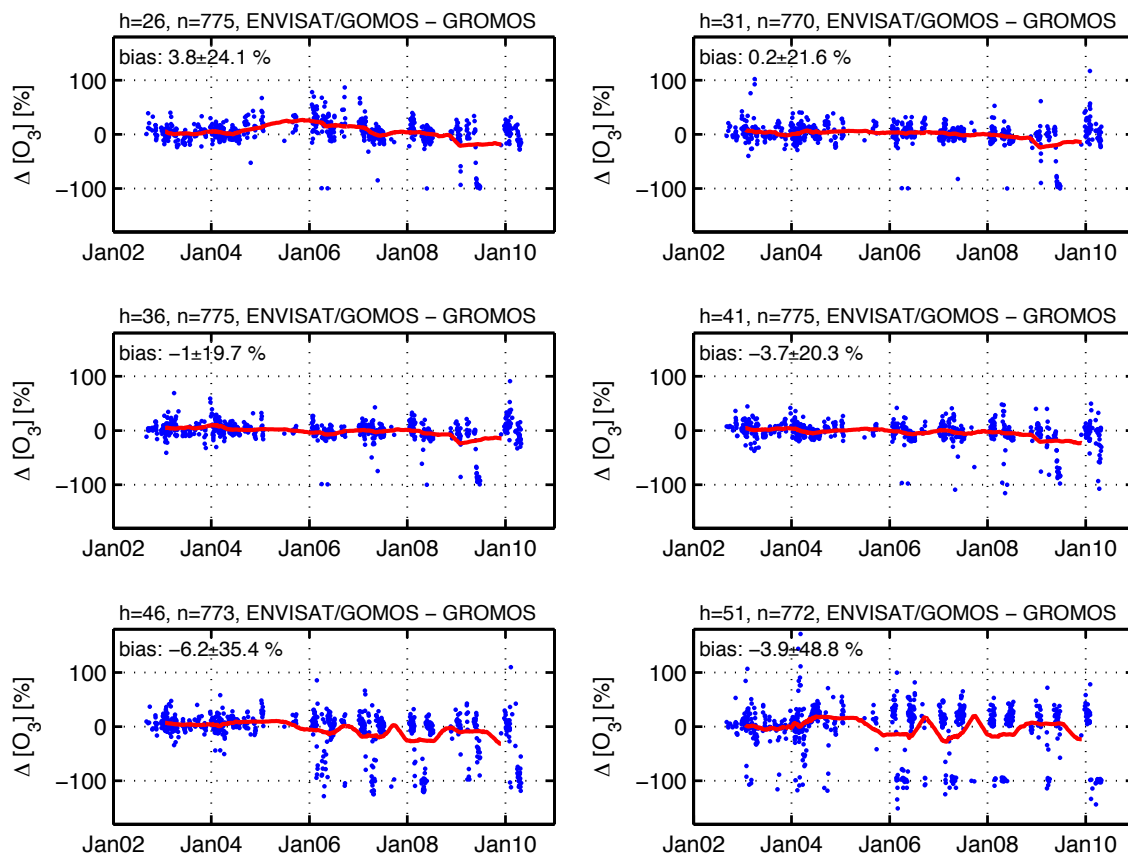 h=26, n=775, ENVISAT/GOMOS − GROMOS
bias: 3.8±24.1 %
Δ [O3] [%]
100
0
−100
Jan02 Jan04 Jan06 Jan08 Jan10
h=31, n=770, ENVISAT/GOMOS − GROMOS
bias: 0.2±21.6 %
Δ [O3] [%]
100
0
−100
Jan02 Jan04 Jan06 Jan08 Jan10
h=36, n=775, ENVISAT/GOMOS − GROMOS
bias: −1±19.7 %
Δ [O3] [%]
100
0
−100
Jan02 Jan04 Jan06 Jan08 Jan10
h=41, n=775, ENVISAT/GOMOS − GROMOS
bias: −3.7±20.3 %
Δ [O3] [%]
100
0
−100
Jan02 Jan04 Jan06 Jan08 Jan10
h=46, n=773, ENVISAT/GOMOS − GROMOS
bias: −6.2±35.4 %
Δ [O3] [%]
100
0
−100
Jan02 Jan04 Jan06 Jan08 Jan10
h=51, n=772, ENVISAT/GOMOS − GROMOS
bias: −3.9±48.8 %
Δ [O3] [%]
100
0
−100
Jan02 Jan04 Jan06 Jan08 Jan10